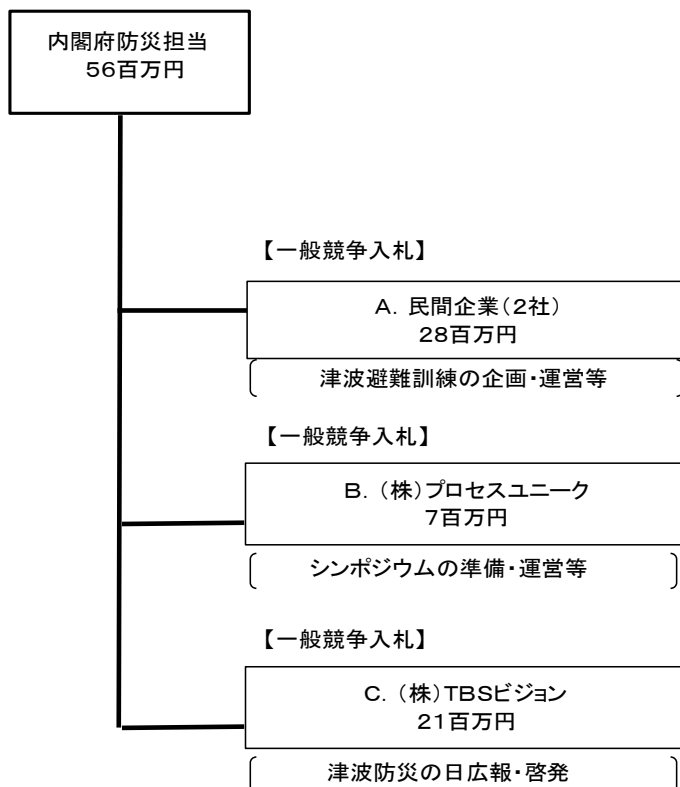 内閣府防災担当
56百万円
【一般競争入札】
A. 民間企業(2社)
28百万円
津波避難訓練の企画・運営等
【一般競争入札】
B. (株)プロセスユニーク
7百万円
シンポジウムの準備・運営等
【一般競争入札】
C. (株)TBSビジョン
21百万円
津波防災の日広報・啓発